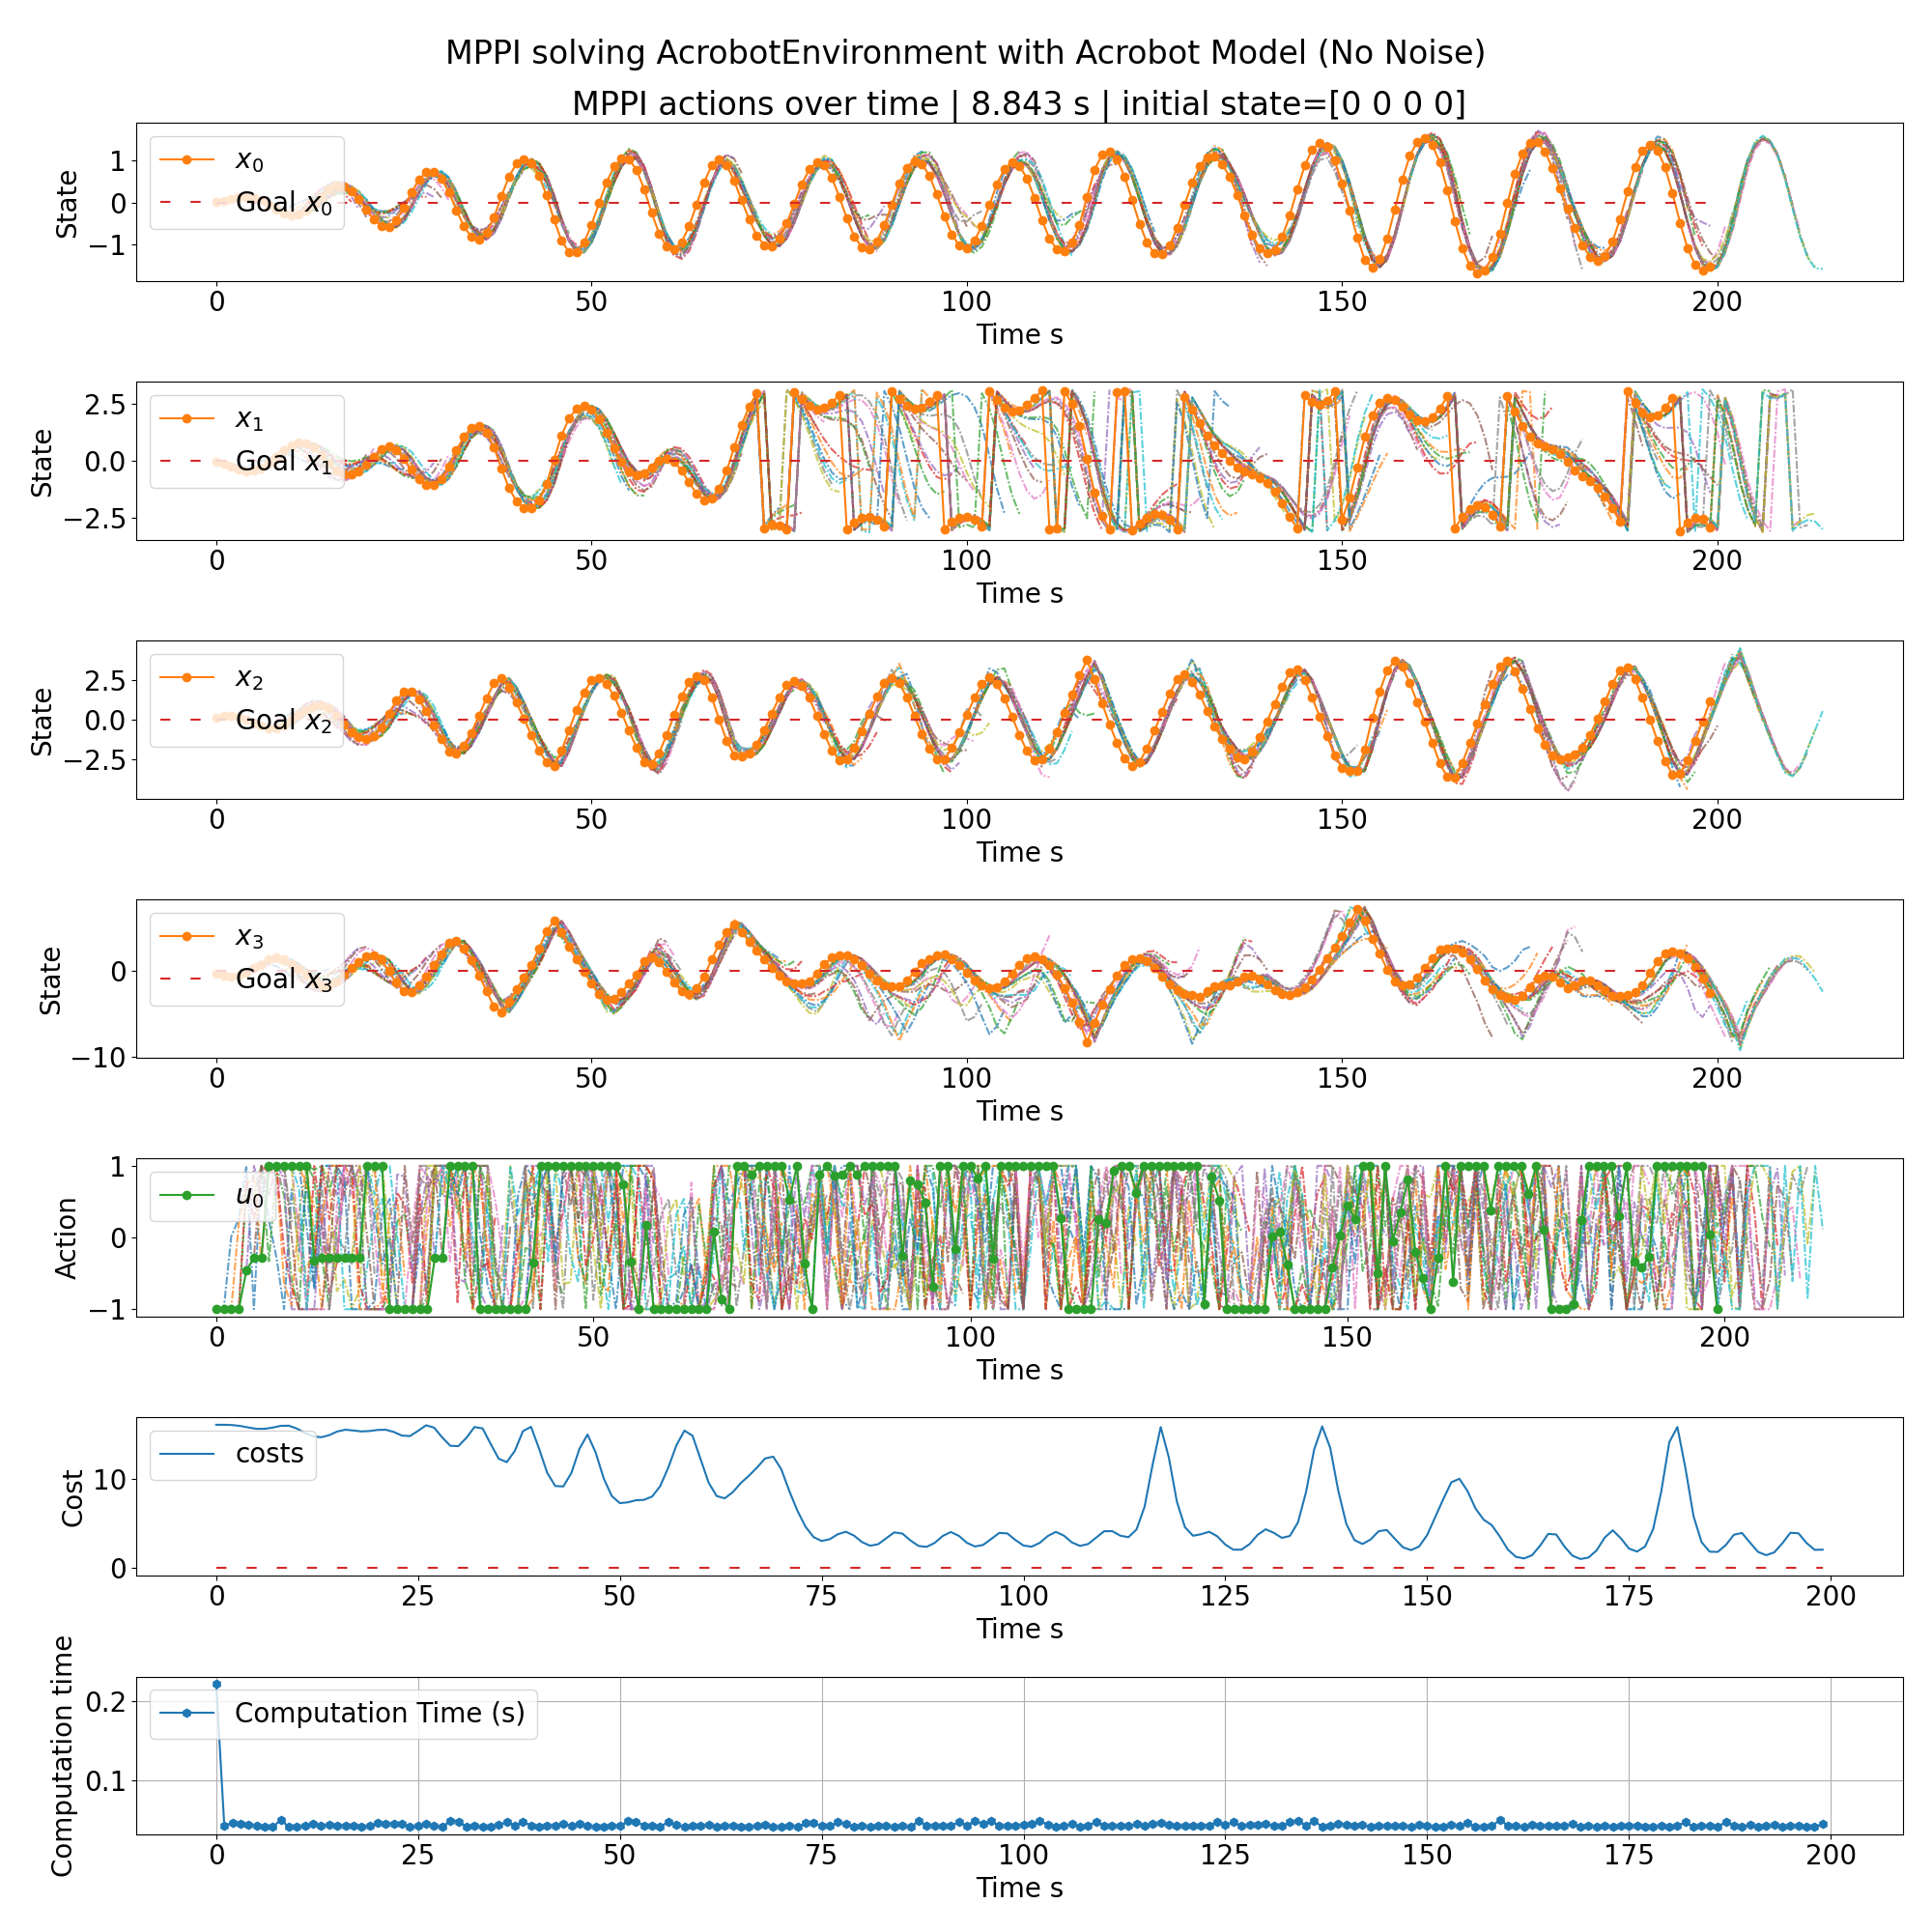 MPPI solving AcrobotEnvironment with Acrobot Model (No Noise)
MPPI actions over time | 8.843 s | initial state=[0 0 0 0]
State
1
0
−1
x₀
Goal x₀
0 50 100 150 200
Time s
State
2.5
0.0
−2.5
x₁
Goal x₁
0 50 100 150 200
Time s
State
2.5
0.0
−2.5
x₂
Goal x₂
0 50 100 150 200
Time s
State
0
−10
x₃
Goal x₃
0 50 100 150 200
Time s
Action
1
0
−1
u₀
0 50 100 150 200
Time s
Cost
10
0
costs
0 25 50 75 100 125 150 175 200
Time s
Computation time
0.2
0.1
Computation Time (s)
0 25 50 75 100 125 150 175 200
Time s